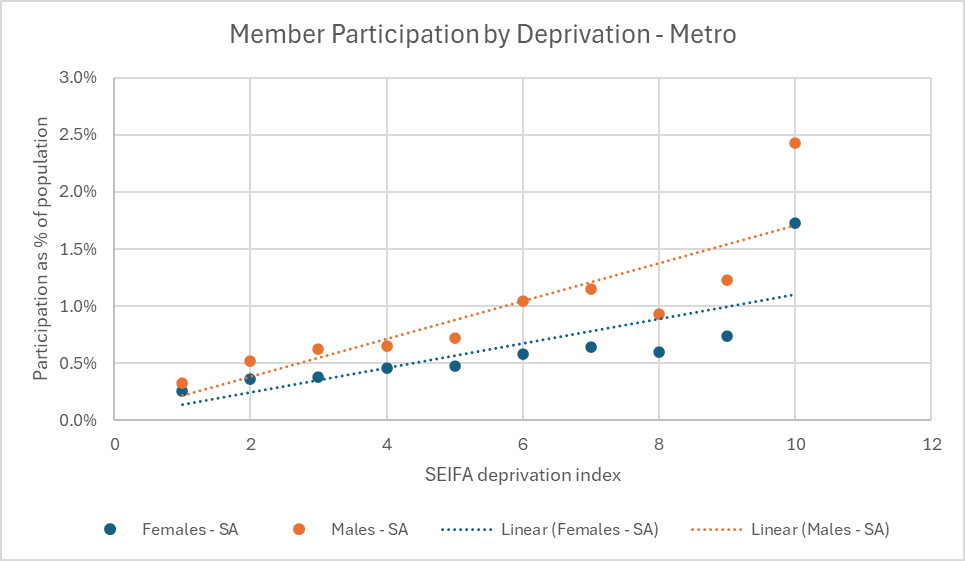 Member Participation by Deprivation - Metro
Participation as % of population
3.0%
2.5%
2.0%
1.5%
1.0%
0.5%
0.0%
0 2 4 6 8 10 12
SEIFA deprivation index
Females - SA Males - SA Linear (Females - SA) Linear (Males - SA)